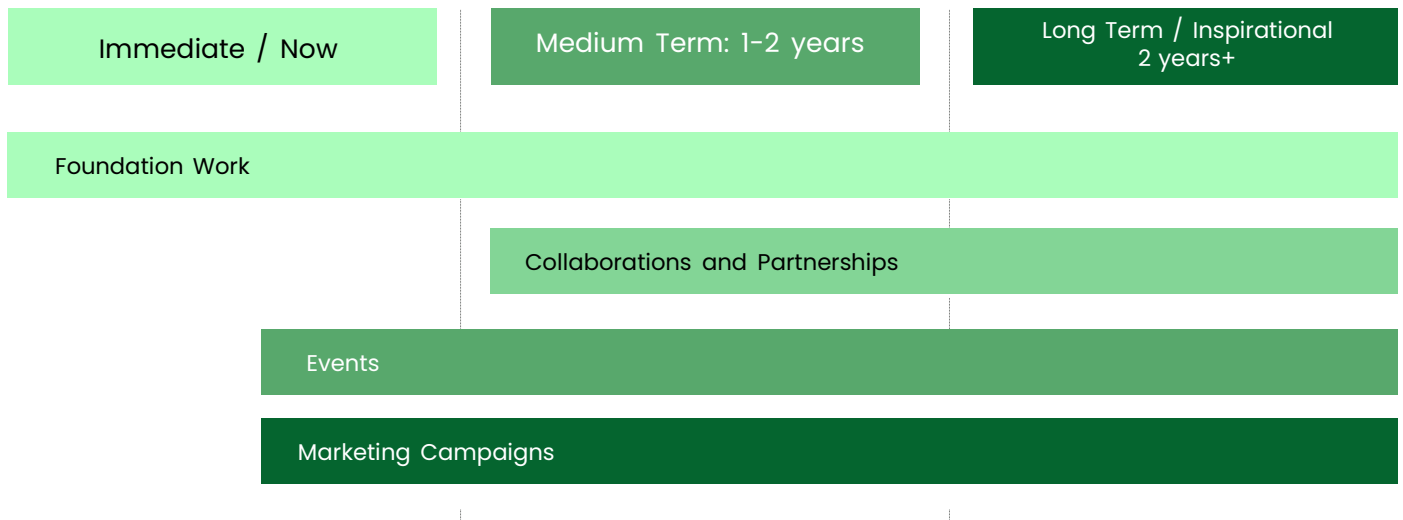 Immediate / Now
Medium Term: 1-2 years
Long Term / Inspirational
2 years+
Foundation Work
Collaborations and Partnerships
Events
Marketing Campaigns